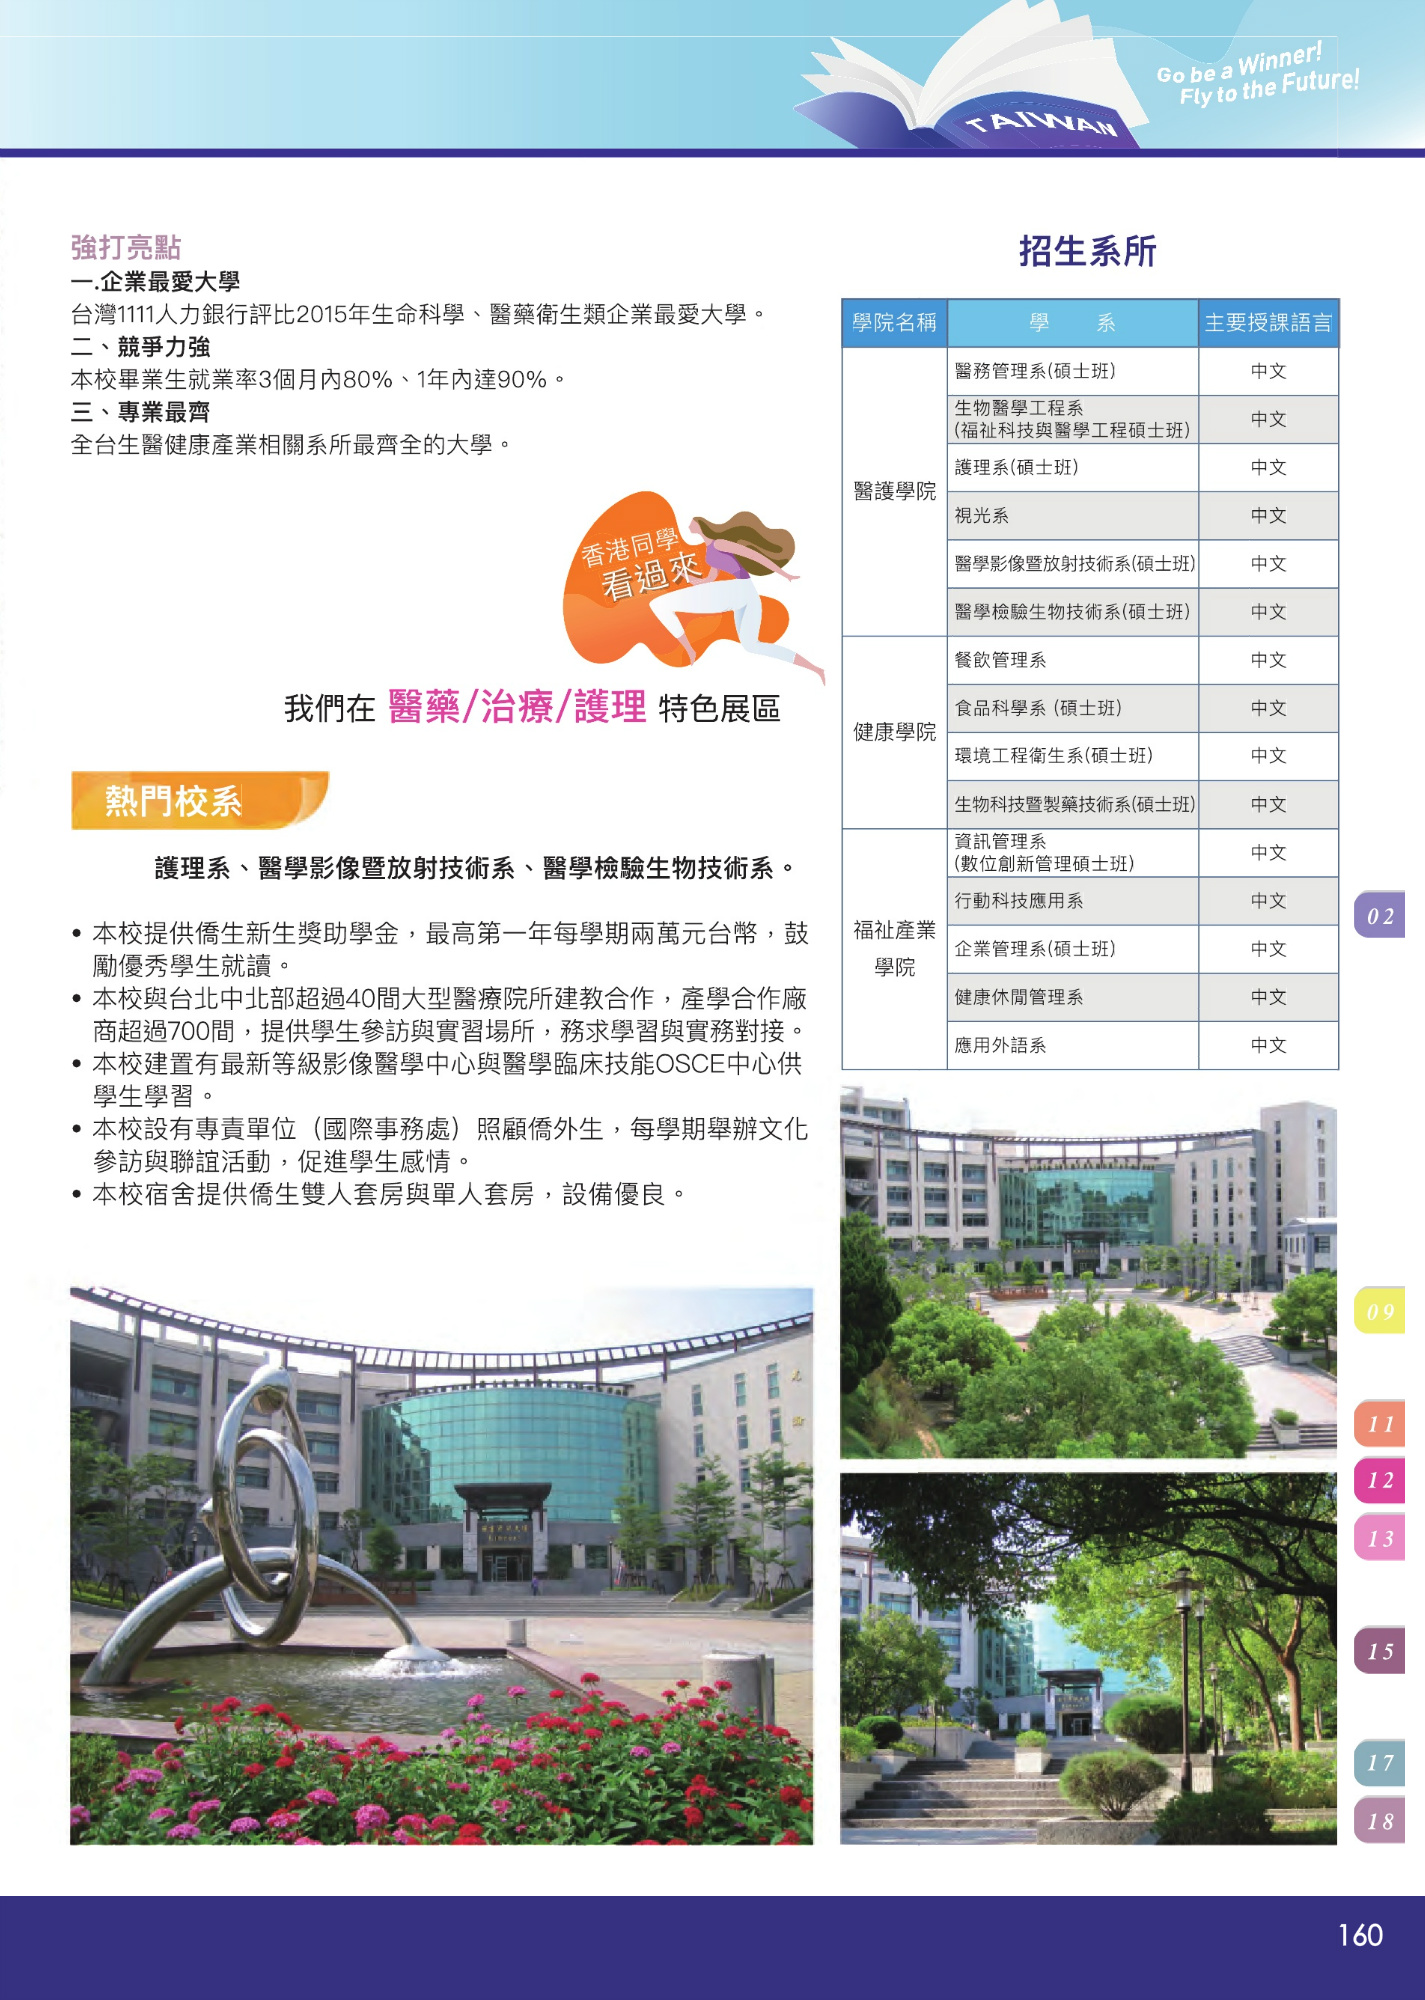 Go be a Winner!
Fly to the Future!
TAIWAN
強打亮點
一.企業最愛大學
台灣1111人力銀行評比2015年生命科學、醫藥衛生類企業最愛大學。
二、競爭力強
本校畢業生就業率3個月內80%、1年內達90%。
三、專業最齊
全台生醫健康產業相關系所最齊全的大學。
香港同學
看過來
我們在 醫藥/治療/護理 特色展區
熱門校系
護理系、醫學影像暨放射技術系、醫學檢驗生物技術系。
• 本校提供僑生新生獎助學金，最高第一年每學期兩萬元台幣，鼓
勵優秀學生就讀。
• 本校與台北中北部超過40間大型醫療院所建教合作，產學合作廠
商超過700間，提供學生參訪與實習場所，務求學習與實務對接。
• 本校建置有最新等級影像醫學中心與醫學臨床技能OSCE中心供
學生學習。
• 本校設有專責單位（國際事務處）照顧僑外生，每學期舉辦文化
參訪與聯誼活動，促進學生感情。
• 本校宿舍提供僑生雙人套房與單人套房，設備優良。
招生系所
學院名稱 學 系 主要授課語言
醫護學院
醫務管理系(碩士班) 中文
生物醫學工程系
(福祉科技與醫學工程碩士班) 中文
護理系(碩士班) 中文
視光系 中文
醫學影像暨放射技術系(碩士班) 中文
醫學檢驗生物技術系(碩士班) 中文
健康學院
餐飲管理系 中文
食品科學系 (碩士班) 中文
環境工程衛生系(碩士班) 中文
生物科技暨製藥技術系(碩士班) 中文
福祉產業
學院
資訊管理系
(數位創新管理碩士班) 中文
行動科技應用系 中文
企業管理系(碩士班) 中文
健康休閒管理系 中文
應用外語系 中文
02
09
11
12
13
15
17
18
160